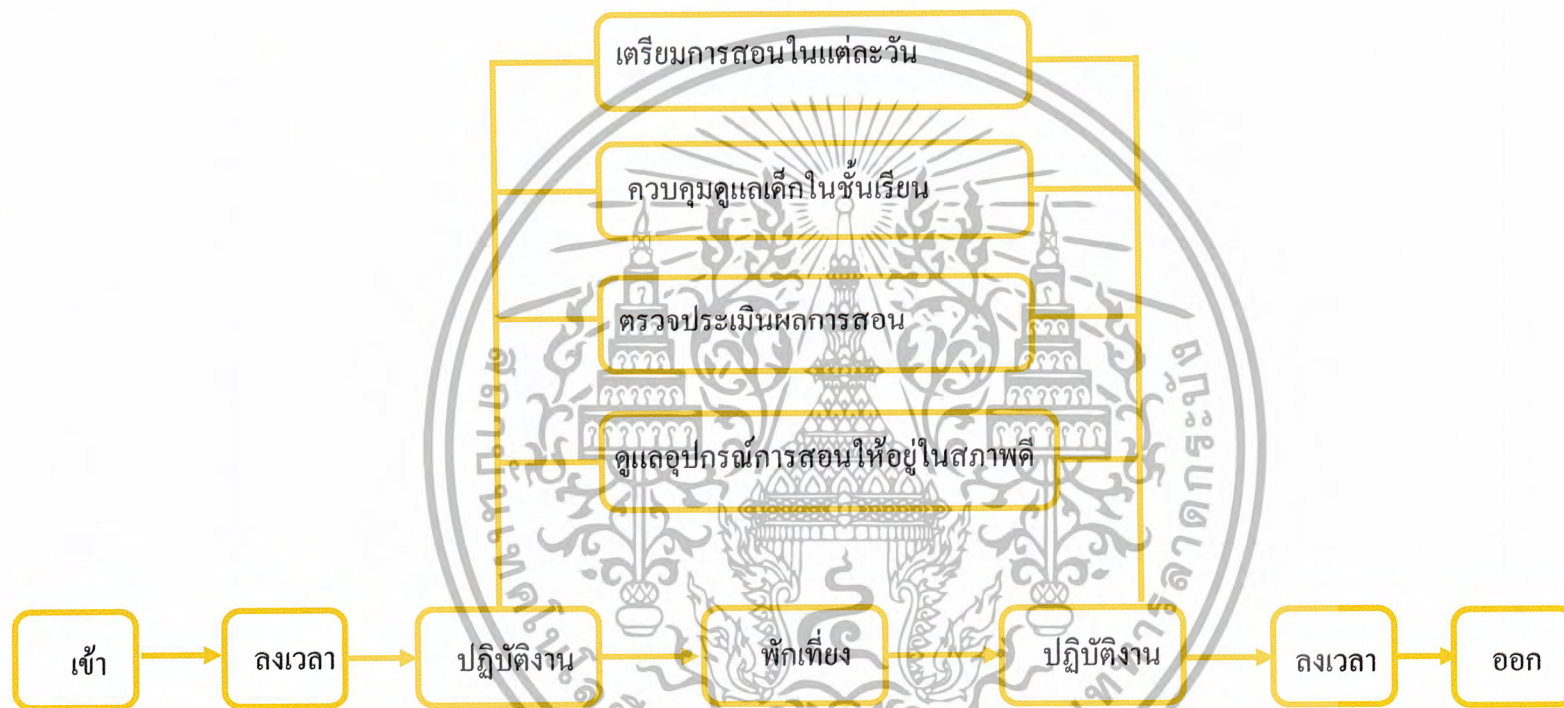 เตรียมการสอนในแต่ละวัน
ควบคุมดูแลเด็กในชั้นเรียน
ตรวจประเมินผลการสอน
ดูแลอุปกรณ์การสอนให้อยู่ในสภาพดี
เข้า
ลงเวลา
ปฏิบัติงาน
พักเที่ยง
ปฏิบัติงาน
ลงเวลา
ออก